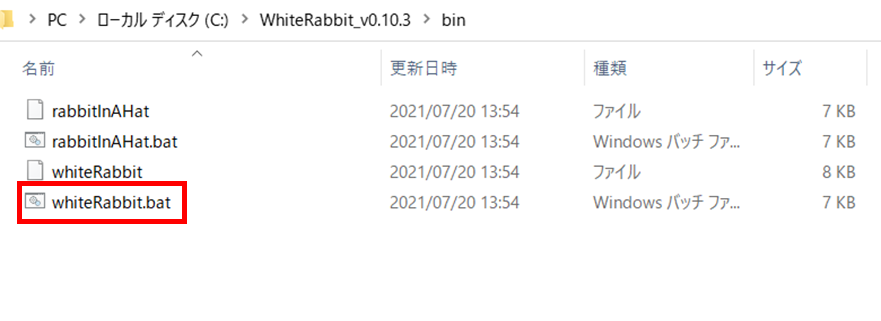 PC > ローカル ディスク (C:) > WhiteRabbit_v0.10.3 > bin
名前 更新日時 種類 サイズ
rabbitInAHat 2021/07/20 13:54 ファイル 7 KB
rabbitInAHat.bat 2021/07/20 13:54 Windows バッチ ファ... 7 KB
whiteRabbit 2021/07/20 13:54 ファイル 8 KB
whiteRabbit.bat 2021/07/20 13:54 Windows バッチ ファ... 7 KB